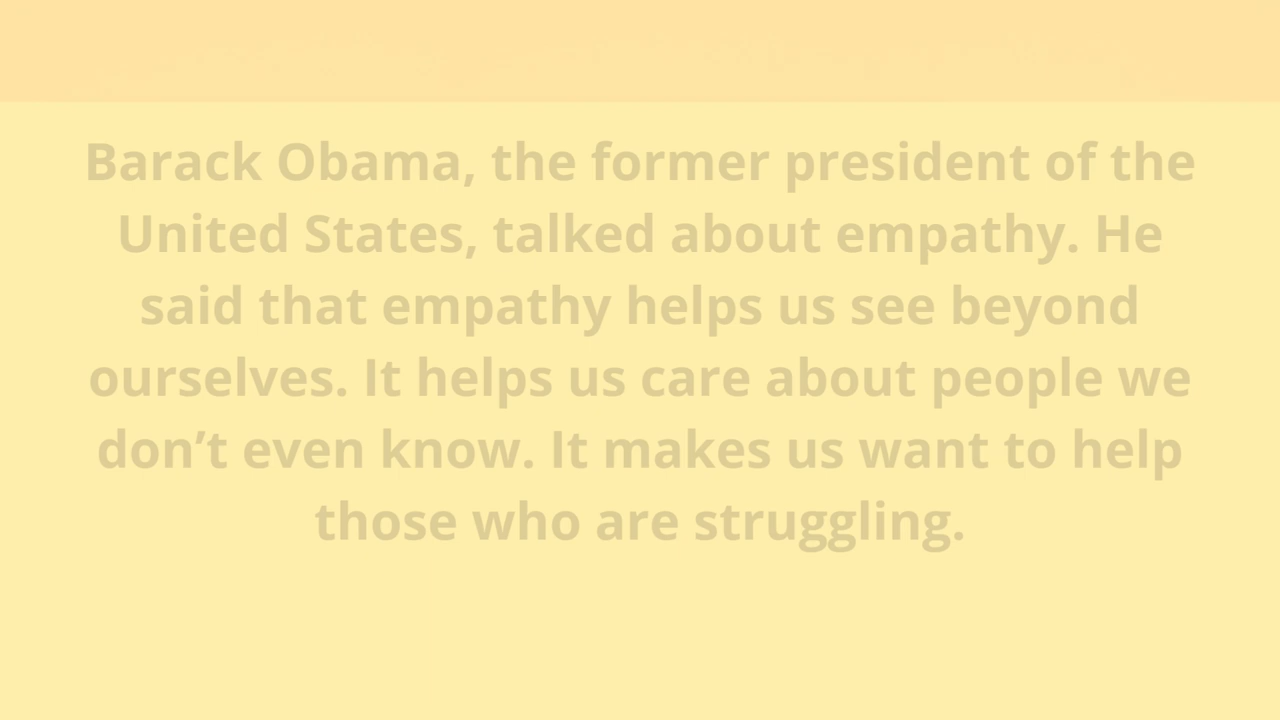 Barack Obama, the former president of the
United States, talked about empathy. He
said that empathy helps us see beyond
ourselves. It helps us care about people we
don’t even know. It makes us want to help
those who are struggling.